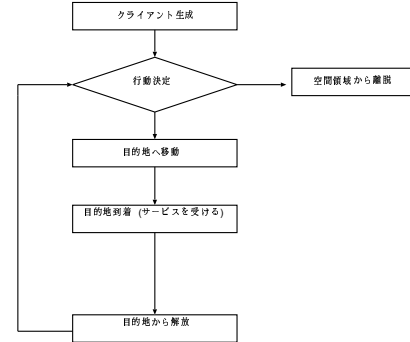 クライアント生成
行動決定
空間領域から離脱
目的地へ移動
目的地到着 (サービスを受ける)
目的地から解放